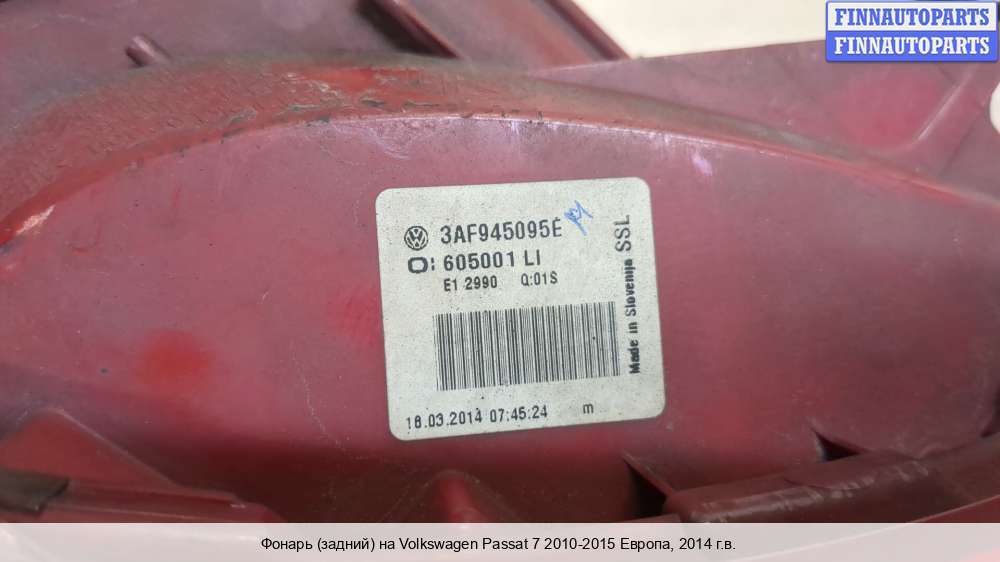 FINNAUTOPARTS
FINNAUTOPARTS
3AF945095E
O: 605001 LI
E1 2990 Q:01S
Made in Slovenija SSL
18.03.2014 07:45:24 m
Фонарь (задний) на Volkswagen Passat 7 2010-2015 Европа, 2014 г.в.